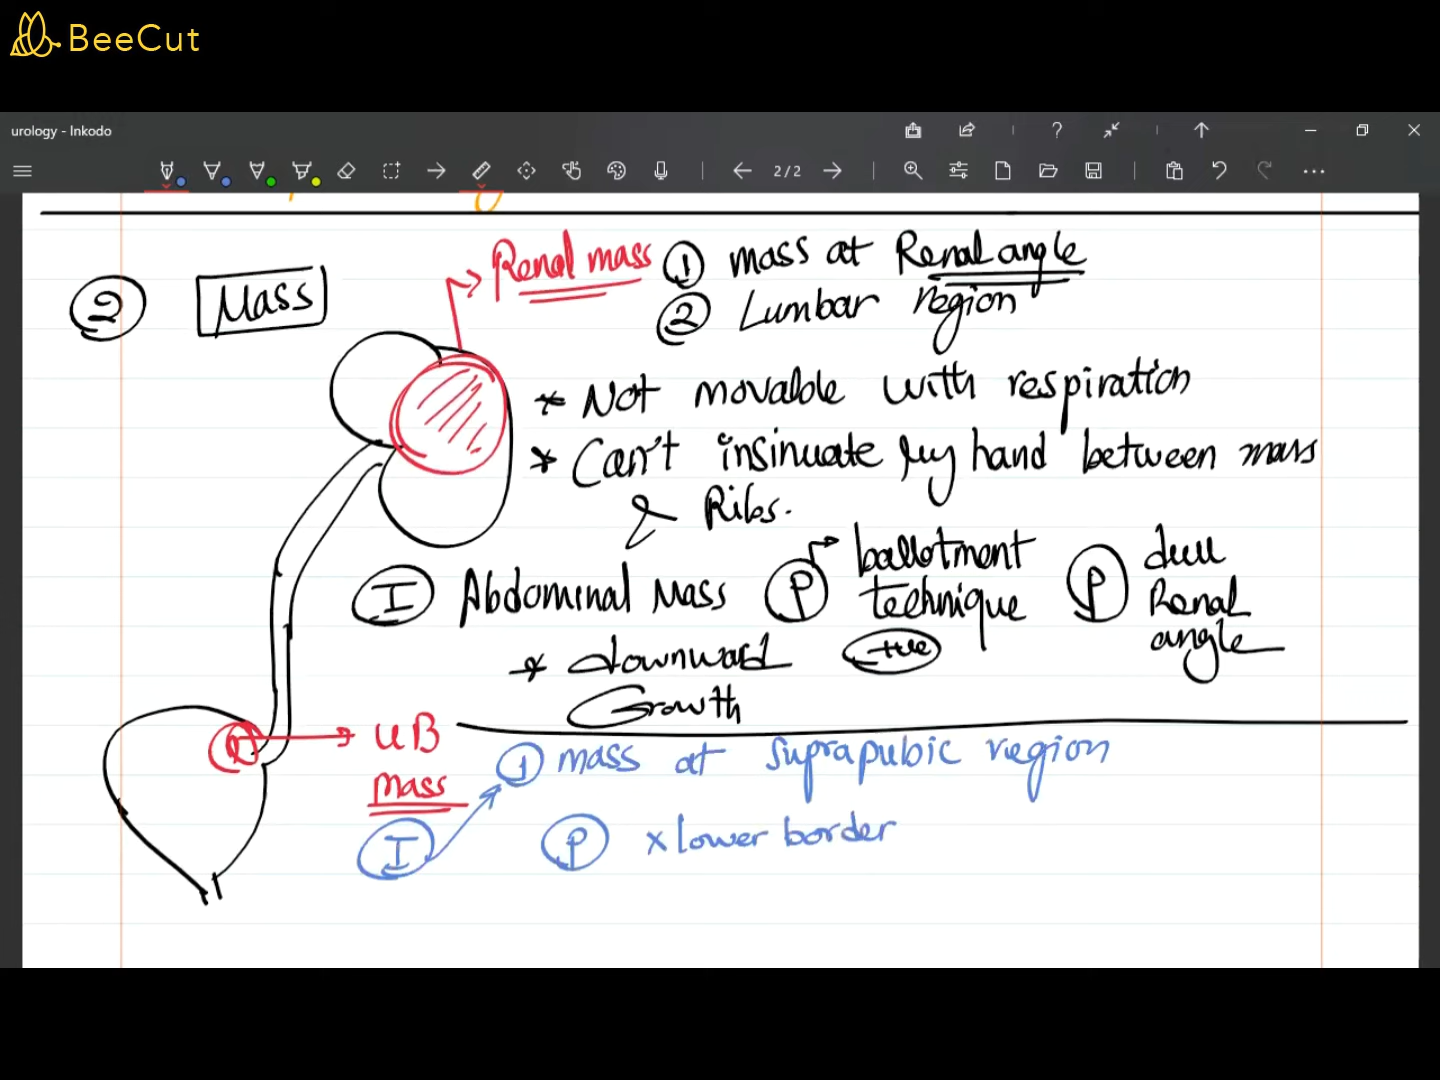 BeeCut
urology - Inkodo
2/2
② Mass
Renal mass ① mass at Renal angle
② Lumbar region
* Not movable with respiration
* Can't insinuate my hand between mass
& Ribs.
I Abdominal Mass
P ballotment
technique
+ve
P dull
Renal
angle
* downward
Growth
UB
mass
① mass at suprapubic region
I
P x lower border